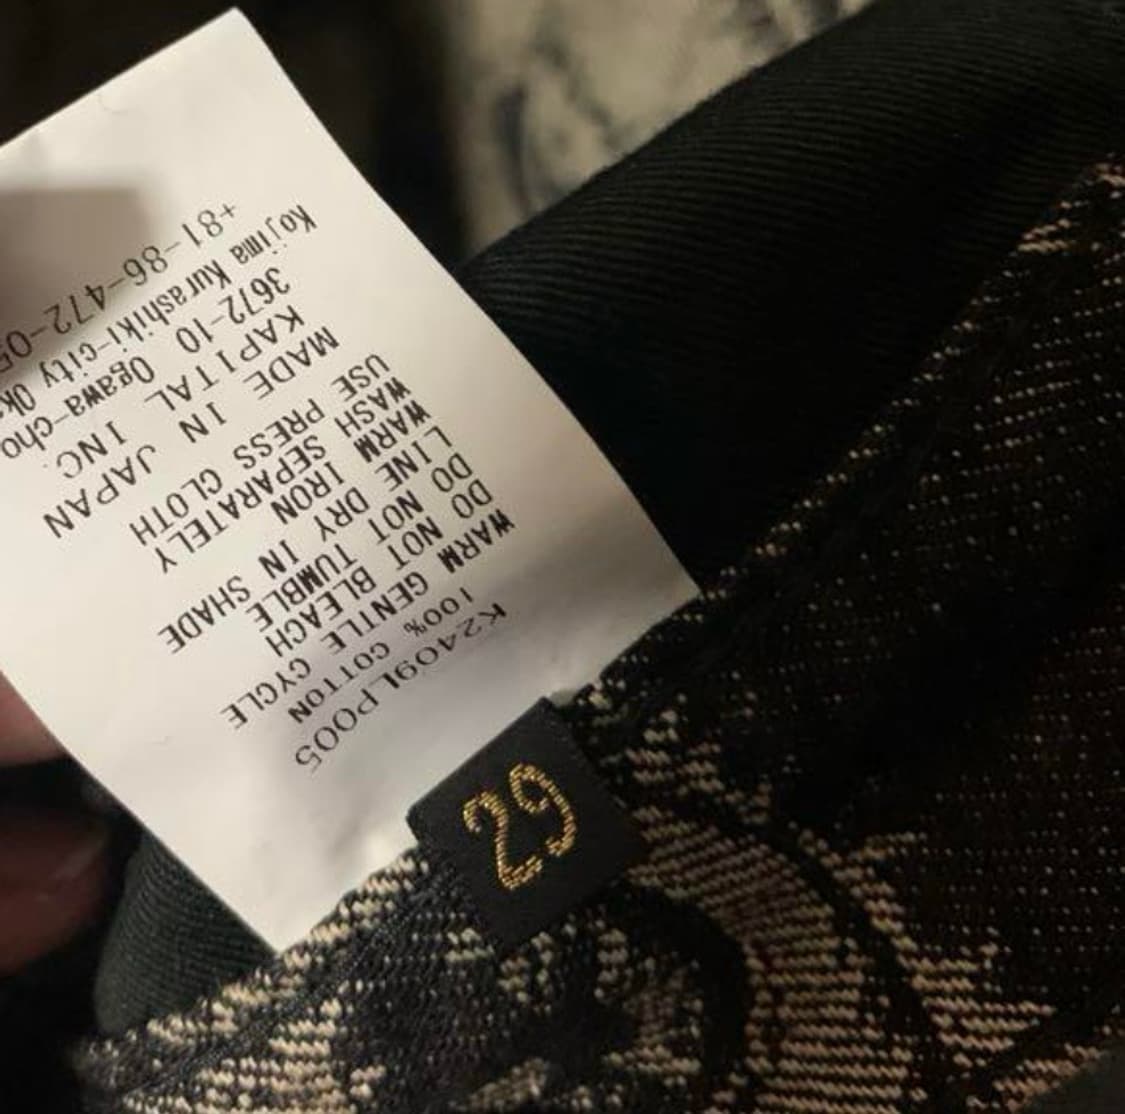 K2409LP005
100% COTTON
WARM GENTLE CYCLE
DO NOT BLEACH
DO NOT TUMBLE
LINE DRY IN SHADE
WARM IRON
WASH SEPARATELY
USE PRESS CLOTH
MADE IN JAPAN
KAPITAL INC.
3672-10 Ogawa-cho
Kojima Kurashiki-city
+81-86-472-
29